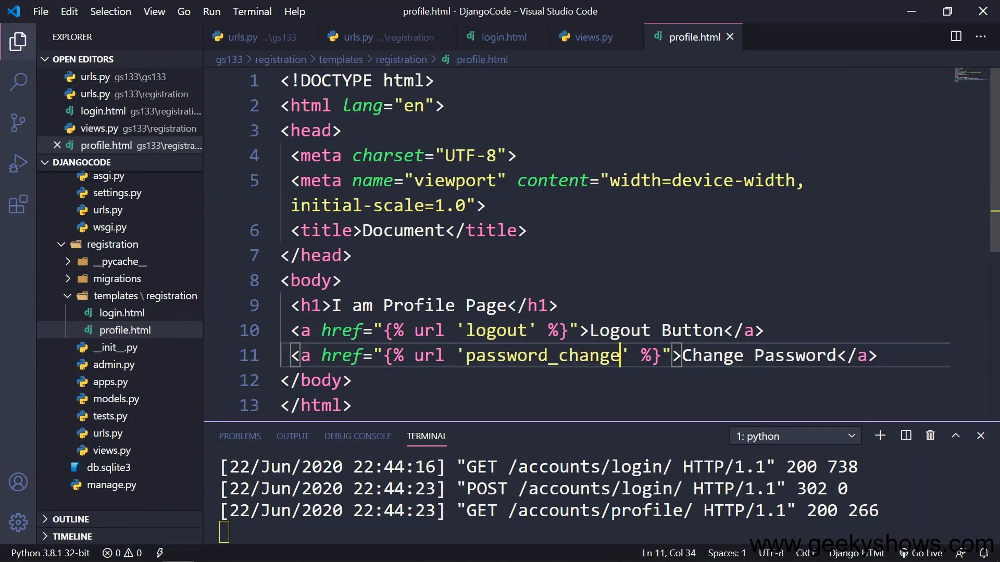 File Edit Selection View Go Run Terminal Help
profile.html - DjangoCode - Visual Studio Code
EXPLORER
urls.py ...\gs133
urls.py ...\registration
login.html
views.py
profile.html
OPEN EDITORS
urls.py gs133\gs133
urls.py gs133\registration
login.html gs133\registrati...
views.py gs133\registration
profile.html gs133\registra...
DJANGOCODE
asgi.py
settings.py
urls.py
wsgi.py
registration
__pycache__
migrations
templates \ registration
login.html
profile.html
__init__.py
admin.py
apps.py
models.py
tests.py
urls.py
views.py
db.sqlite3
manage.py
OUTLINE
TIMELINE
gs133 > registration > templates > registration > profile.html
1 <!DOCTYPE html>
2 <html lang="en">
3 <head>
4 <meta charset="UTF-8">
5 <meta name="viewport" content="width=device-width,
initial-scale=1.0">
6 <title>Document</title>
7 </head>
8 <body>
9 <h1>I am Profile Page</h1>
10 <a href="{% url 'logout' %}">Logout Button</a>
11 <a href="{% url 'password_change' %}">Change Password</a>
12 </body>
13 </html>
PROBLEMS OUTPUT DEBUG CONSOLE TERMINAL
1: python
[22/Jun/2020 22:44:16] "GET /accounts/login/ HTTP/1.1" 200 738
[22/Jun/2020 22:44:23] "POST /accounts/login/ HTTP/1.1" 302 0
[22/Jun/2020 22:44:23] "GET /accounts/profile/ HTTP/1.1" 200 266
www.geekyshows.com
Python 3.8.1 32-bit 0 0 Ln 11, Col 34 Spaces: 1 UTF-8 CRLF Django HTML Go Live